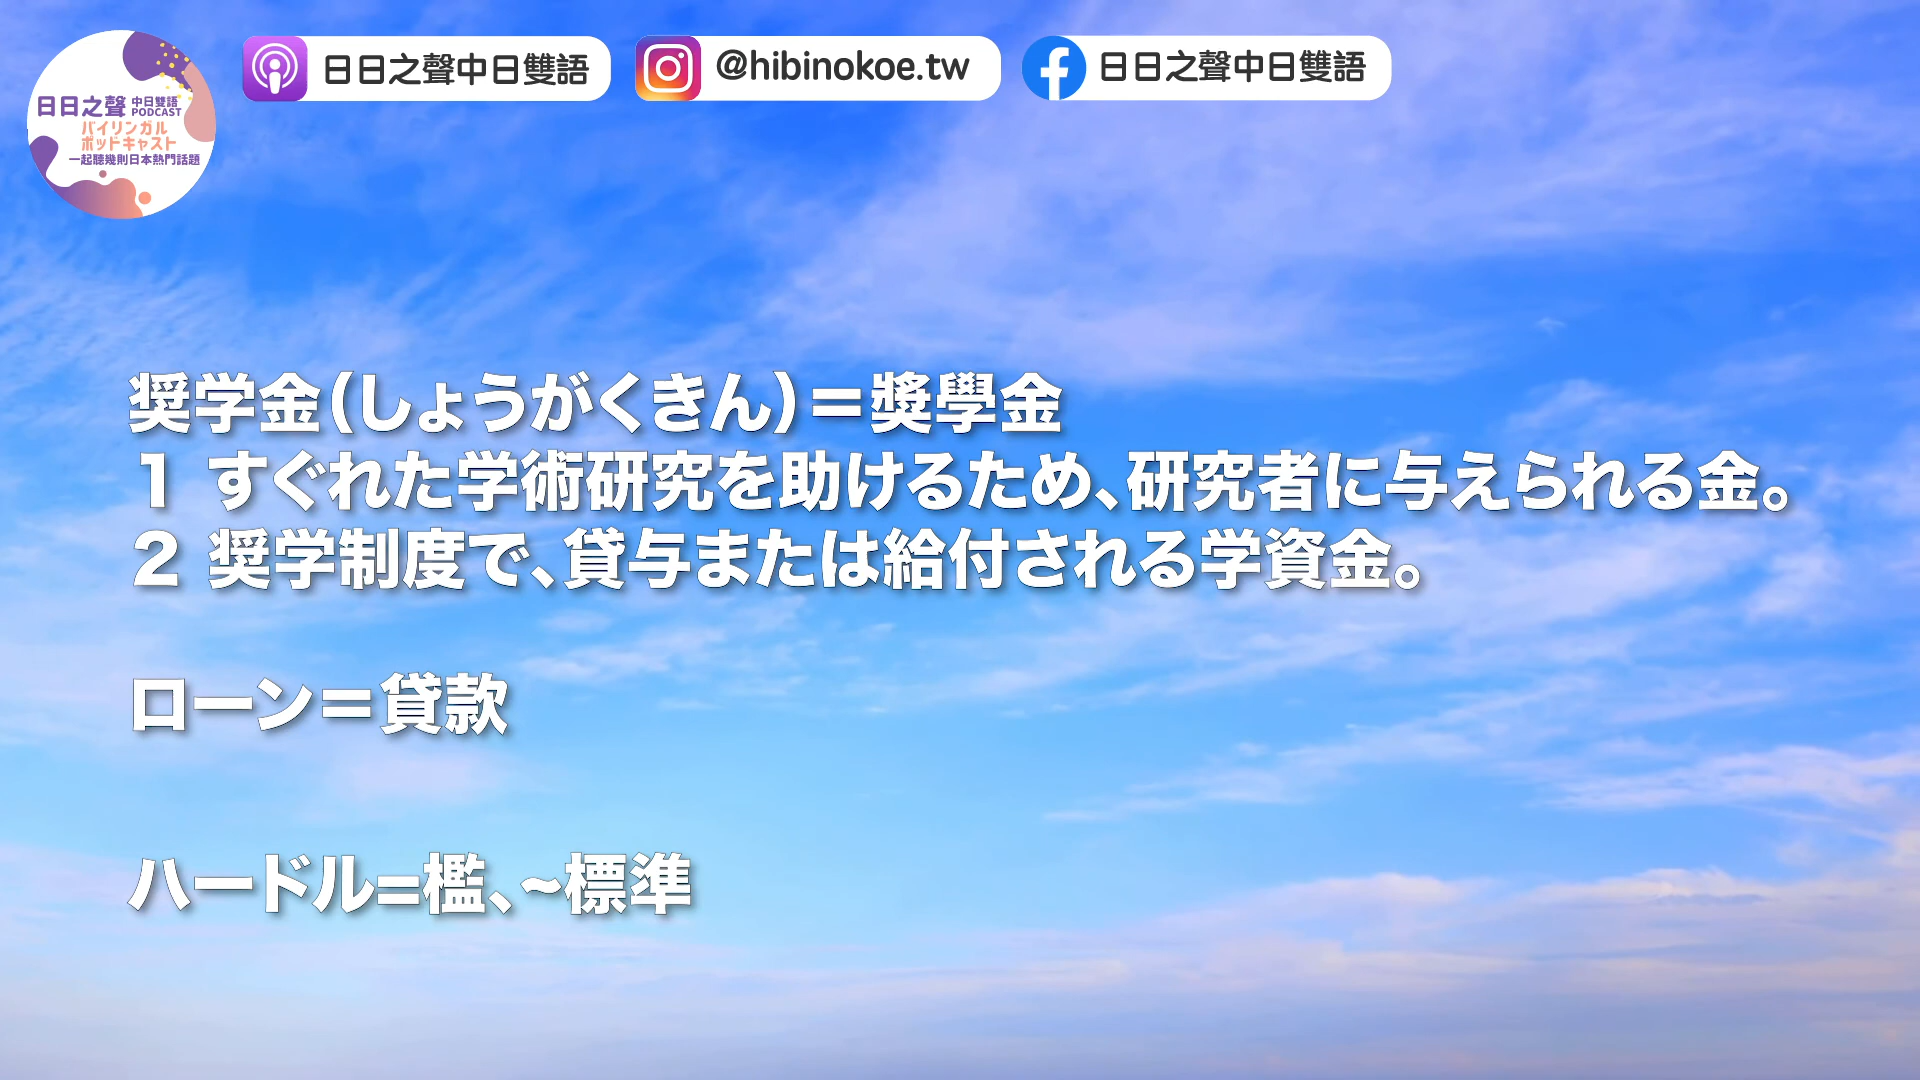 日日之聲 中日雙語
PODCAST
バイリンガル
ポッドキャスト
一起聽幾則日本熱門話題
日日之聲中日雙語
@hibinokoe.tw
日日之聲中日雙語
奨学金(しょうがくきん)=獎學金
1 すぐれた学術研究を助けるため、研究者に与えられる金。
2 奨学制度で、貸与または給付される学資金。
ローン=貸款
ハードル=檻、~標準